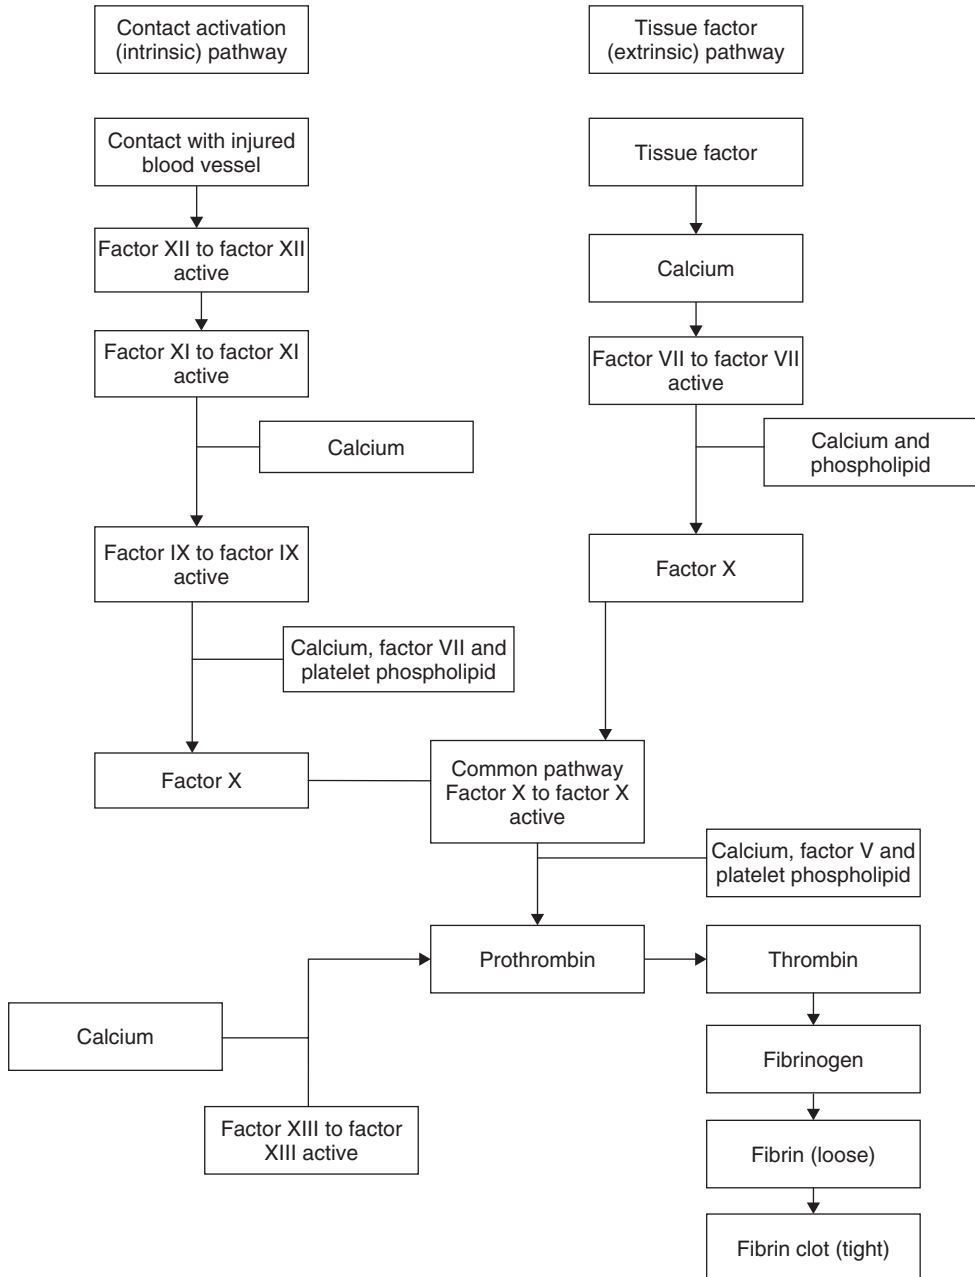 Contact activation
(intrinsic) pathway
Tissue factor
(extrinsic) pathway
Contact with injured
blood vessel
Tissue factor
Factor XII to factor XII
active
Calcium
Factor XI to factor XI
active
Factor VII to factor VII
active
Calcium
Calcium and
phospholipid
Factor IX to factor IX
active
Factor X
Calcium, factor VII and
platelet phospholipid
Factor X
Common pathway
Factor X to factor X
active
Calcium, factor V and
platelet phospholipid
Prothrombin
Thrombin
Calcium
Fibrinogen
Factor XIII to factor
XIII active
Fibrin (loose)
Fibrin clot (tight)